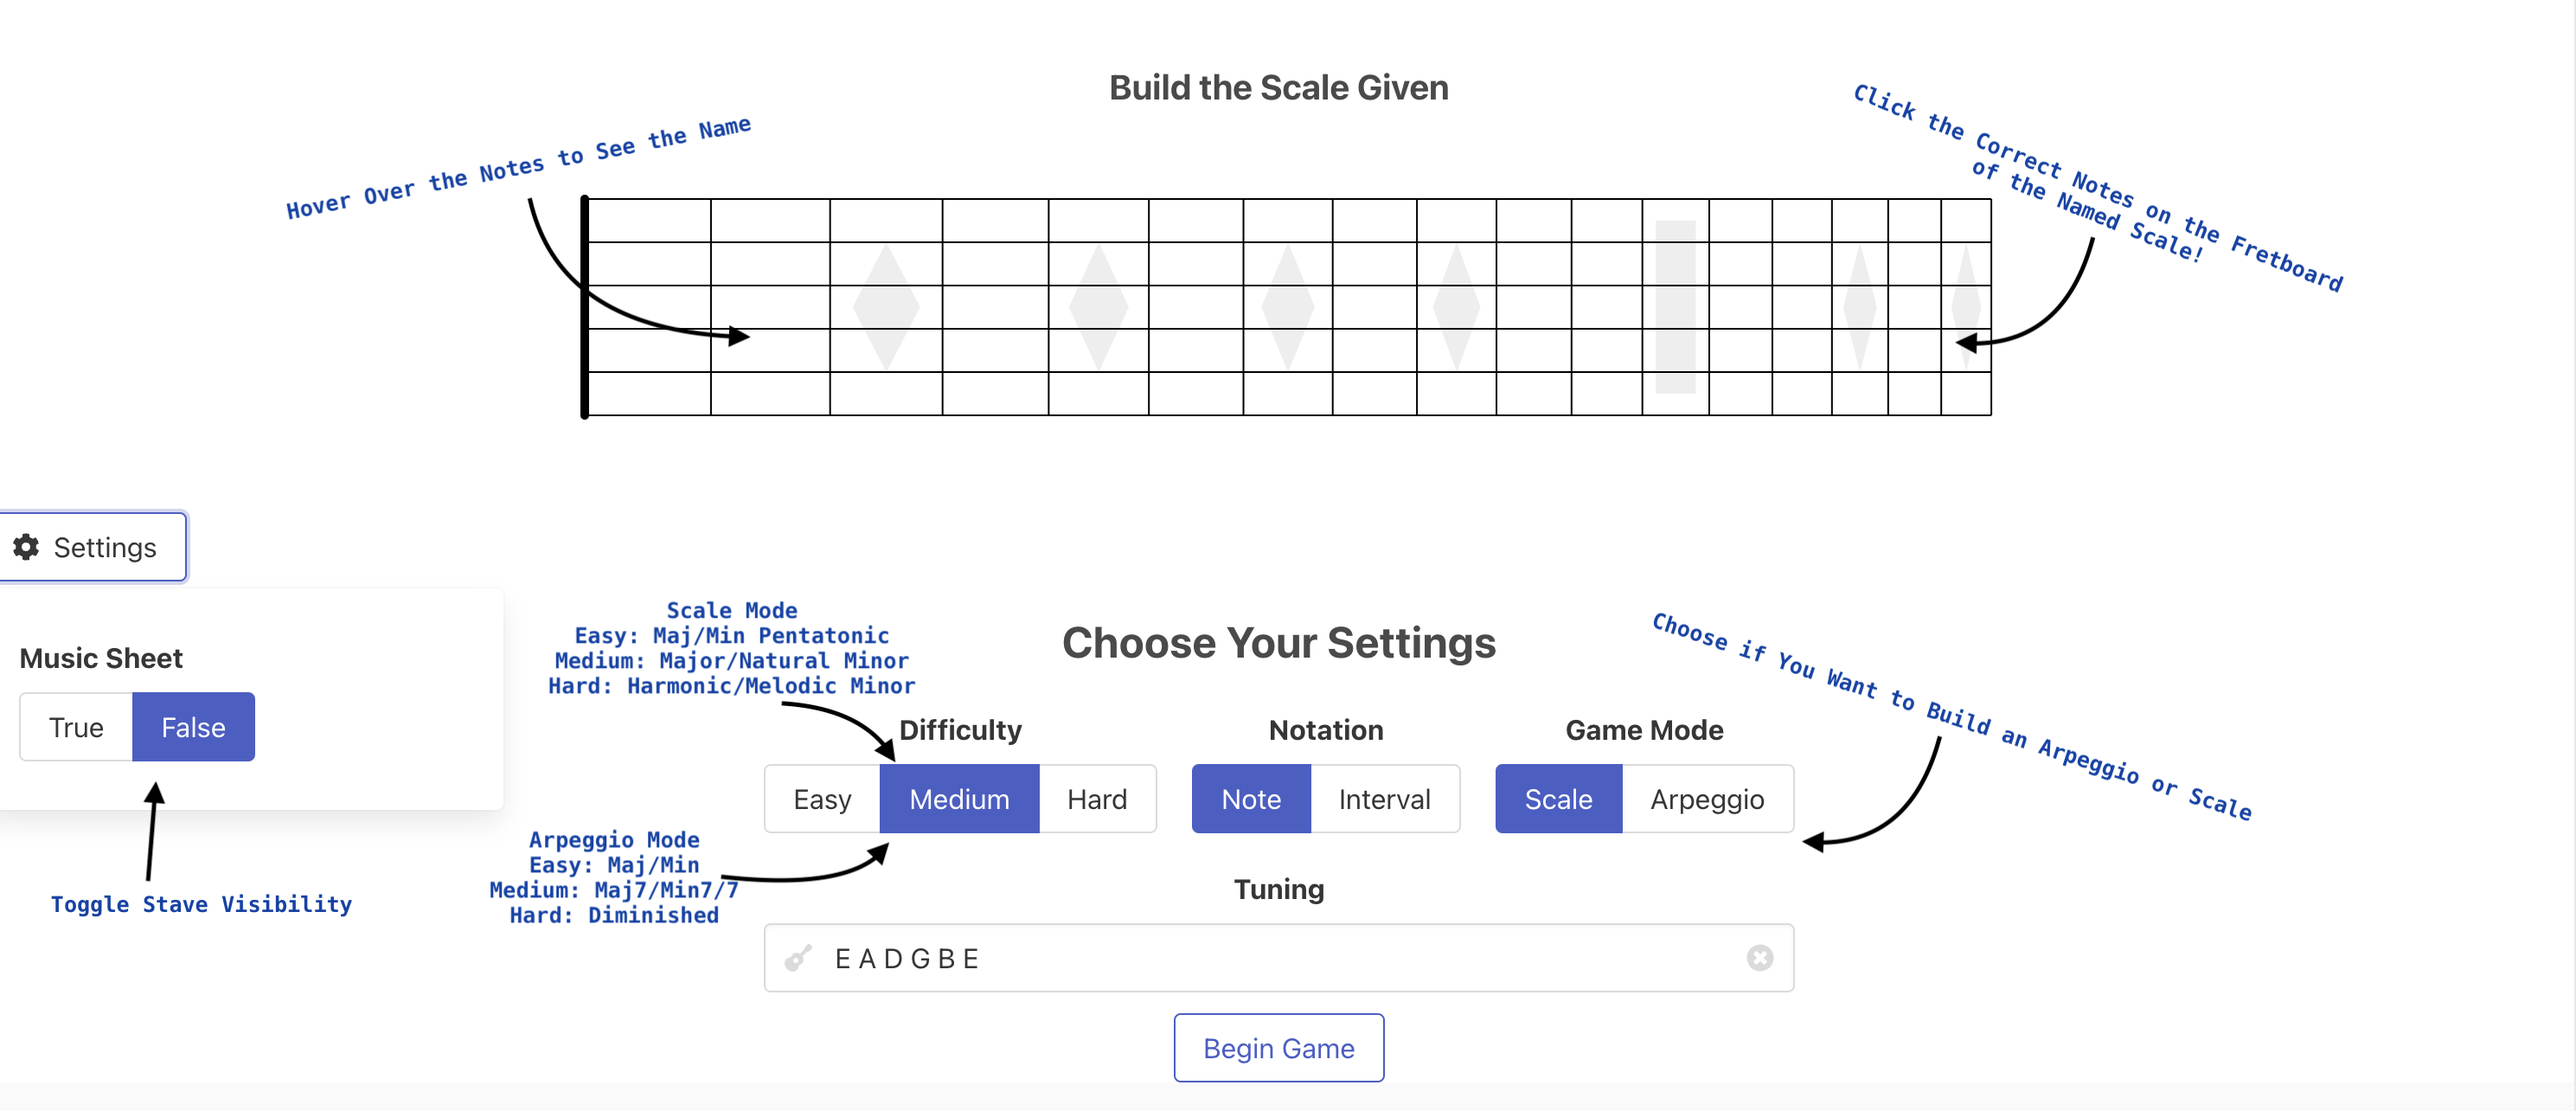 Build the Scale Given
Hover Over the Notes to See the Name
Click the Correct Notes on the Fretboard
of the Named Scale!
Settings
Music Sheet
True False
Toggle Stave Visibility
Scale Mode
Easy: Maj/Min Pentatonic
Medium: Major/Natural Minor
Hard: Harmonic/Melodic Minor
Choose Your Settings
Choose if You Want to Build an Arpeggio or Scale
Difficulty Notation Game Mode
Easy Medium Hard Note Interval Scale Arpeggio
Arpeggio Mode
Easy: Maj/Min
Medium: Maj7/Min7/7
Hard: Diminished
Tuning
E A D G B E
Begin Game